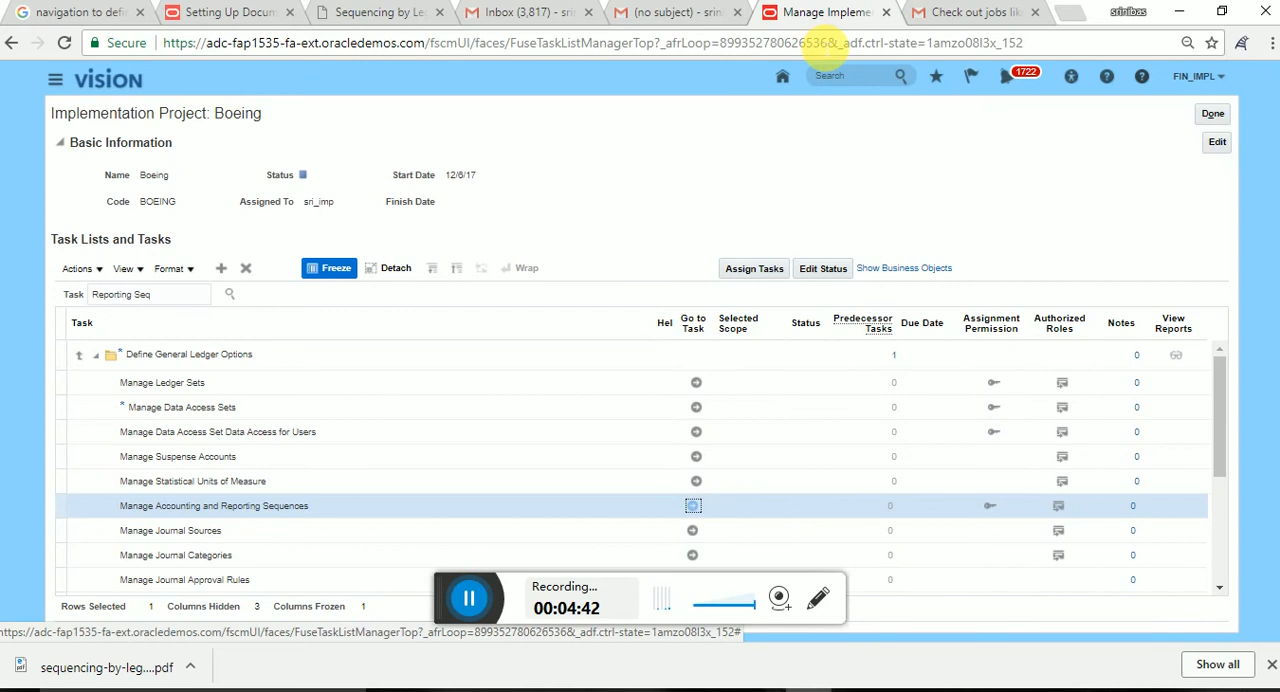 navigation to defin
Setting Up Docum
Sequencing by Le
Inbox (3,817) - sri
(no subject) - srin
Manage Impleme
Check out jobs lik
srinibas
Secure
https://adc-fap1535-fa-ext.oracledemos.com/fscmUI/faces/FuseTaskListManagerTop?_afrLoop=899352780626536&_adf.ctrl-state=1amzo08l3x_152
VISION
Search
1722
FIN_IMPL
Implementation Project: Boeing
Done
Basic Information
Edit
Name Boeing Status Start Date 12/6/17
Code BOEING Assigned To sri_imp Finish Date
Task Lists and Tasks
Actions View Format Freeze Detach Wrap Assign Tasks Edit Status Show Business Objects
Task Reporting Seq
Task Hel Go to Task Selected Scope Status Predecessor Tasks Due Date Assignment Permission Authorized Roles Notes View Reports
* Define General Ledger Options 1 0
Manage Ledger Sets 0 0
* Manage Data Access Sets 0 0
Manage Data Access Set Data Access for Users 0 0
Manage Suspense Accounts 0 0
Manage Statistical Units of Measure 0 0
Manage Accounting and Reporting Sequences 0 0
Manage Journal Sources 0 0
Manage Journal Categories 0 0
Manage Journal Approval Rules 0 0
Recording...
00:04:42
Rows Selected 1 Columns Hidden 3 Columns Frozen 1
https://adc-fap1535-fa-ext.oracledemos.com/fscmUI/faces/FuseTaskListManagerTop?_afrLoop=899352780626536&_adf.ctrl-state=1amzo08l3x_152#
sequencing-by-leg....pdf
Show all